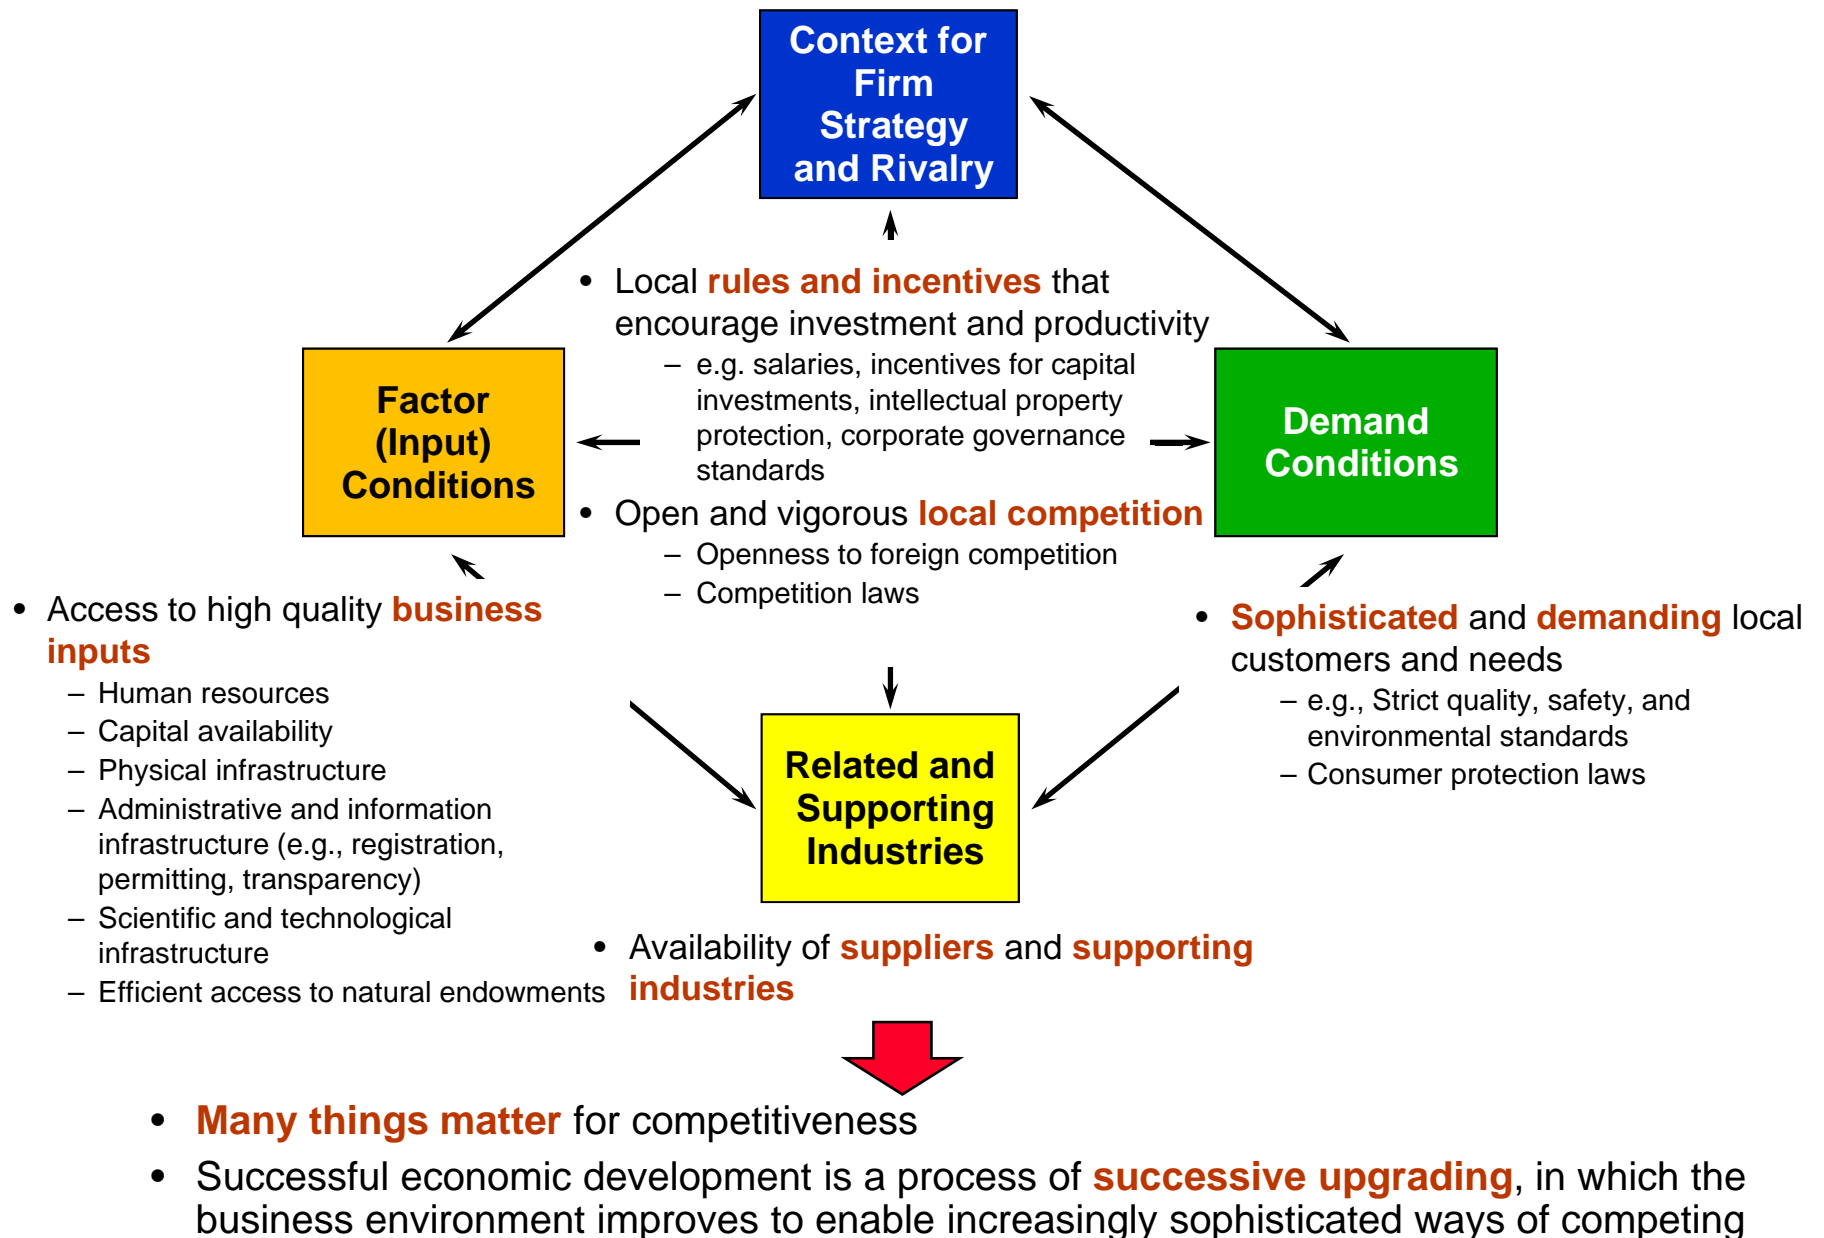 Context for
Firm
Strategy
and Rivalry
• Local rules and incentives that
encourage investment and productivity
– e.g. salaries, incentives for capital
investments, intellectual property
protection, corporate governance
standards
• Open and vigorous local competition
– Openness to foreign competition
– Competition laws
Factor
(Input)
Conditions
Demand
Conditions
• Access to high quality business
inputs
– Human resources
– Capital availability
– Physical infrastructure
– Administrative and information
infrastructure (e.g., registration,
permitting, transparency)
– Scientific and technological
infrastructure
– Efficient access to natural endowments
• Sophisticated and demanding local
customers and needs
– e.g., Strict quality, safety, and
environmental standards
– Consumer protection laws
Related and
Supporting
Industries
• Availability of suppliers and supporting
industries
• Many things matter for competitiveness
• Successful economic development is a process of successive upgrading, in which the
business environment improves to enable increasingly sophisticated ways of competing